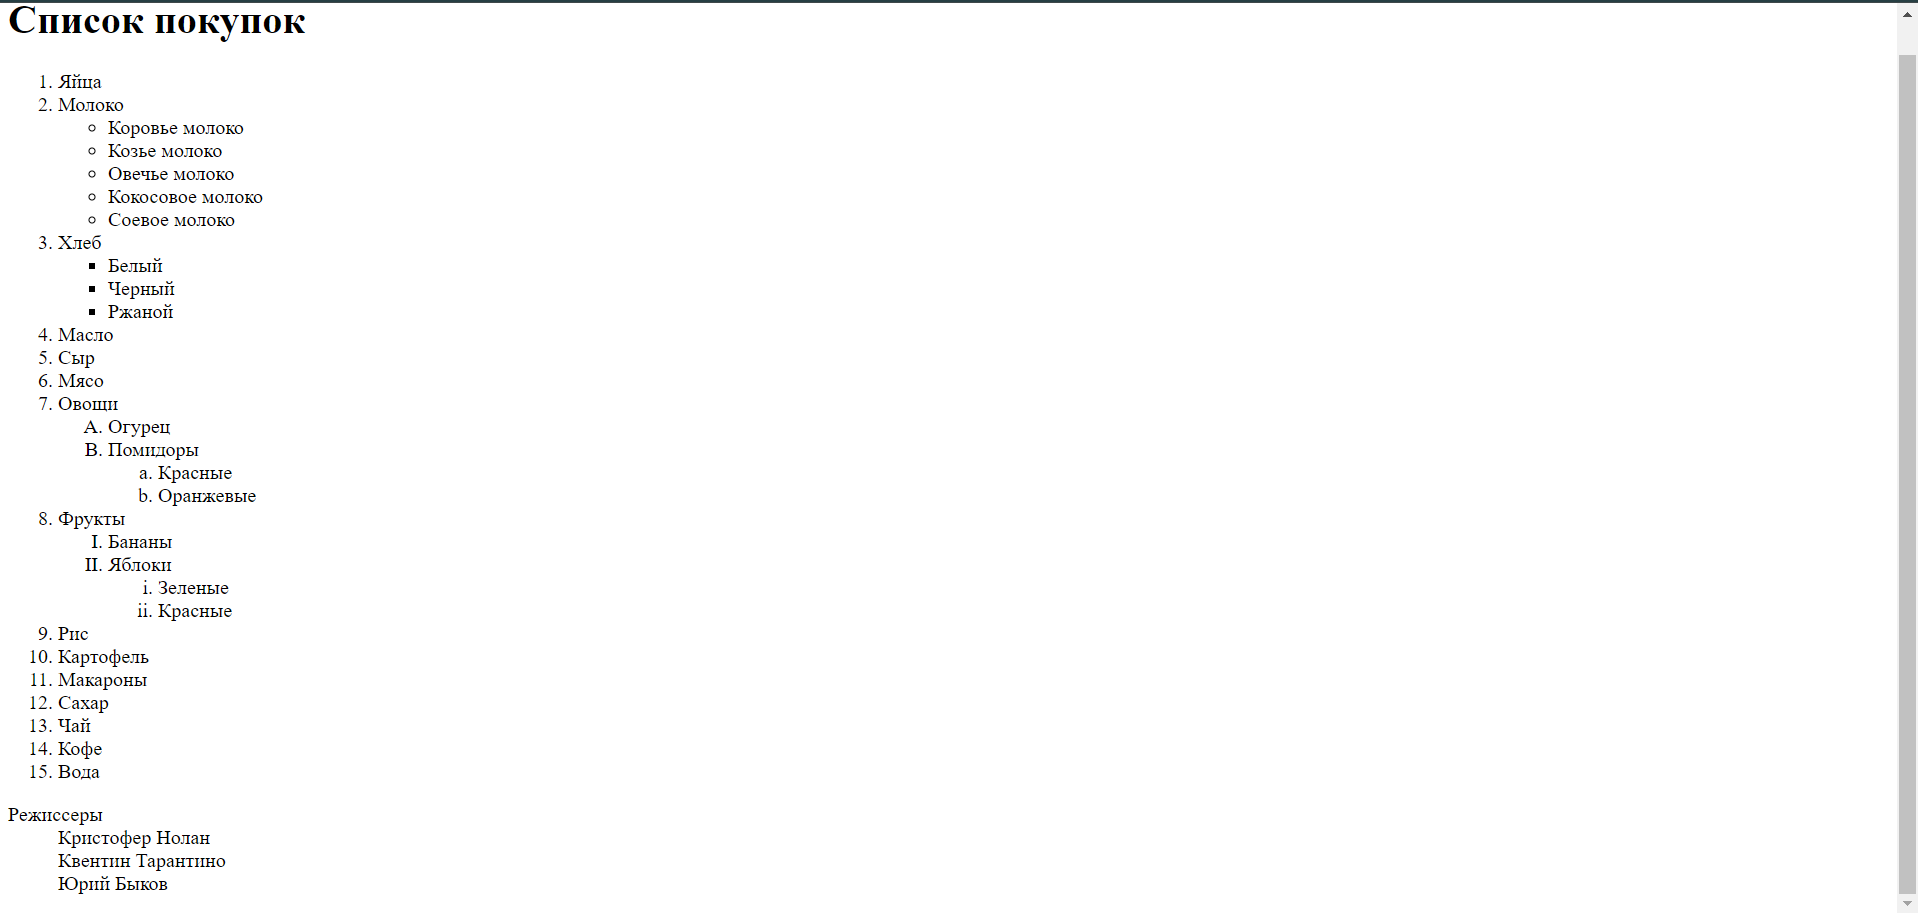 Список покупок
1. Яйца
2. Молоко
Коровье молоко
Козье молоко
Овечье молоко
Кокосовое молоко
Соевое молоко
3. Хлеб
Белый
Черный
Ржаной
4. Масло
5. Сыр
6. Мясо
7. Овощи
A. Огурец
B. Помидоры
a. Красные
b. Оранжевые
8. Фрукты
I. Бананы
II. Яблоки
i. Зеленые
ii. Красные
9. Рис
10. Картофель
11. Макароны
12. Сахар
13. Чай
14. Кофе
15. Вода
Режиссеры
Кристофер Нолан
Квентин Тарантино
Юрий Быков